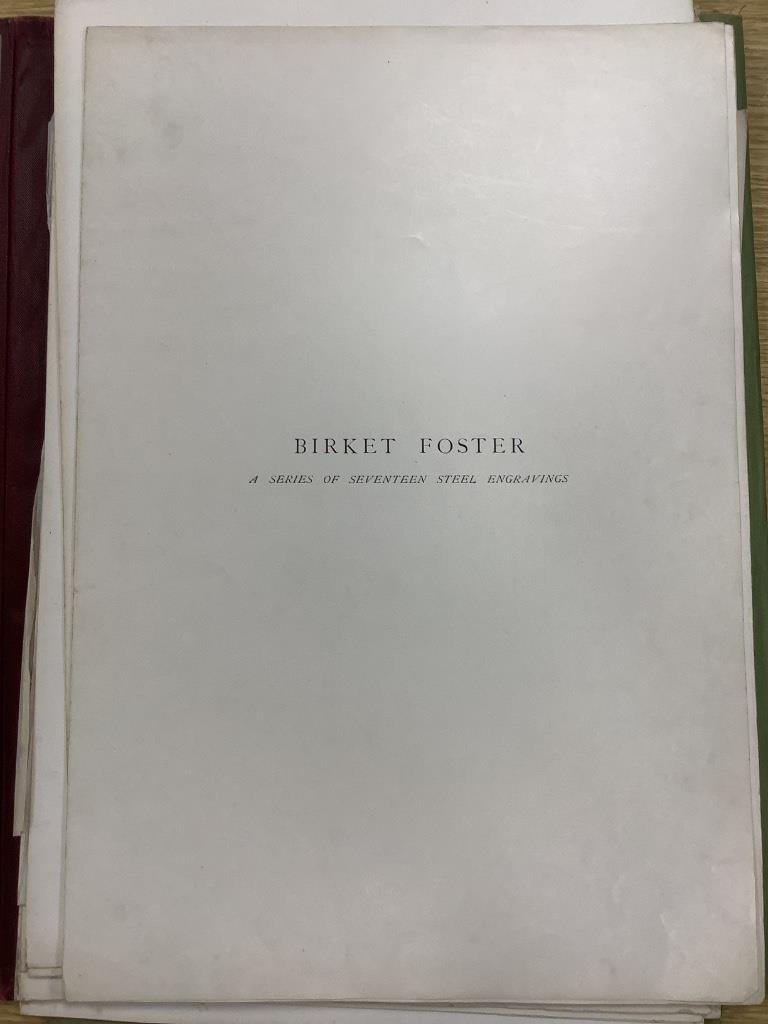 BIRKET FOSTER
A SERIES OF SEVENTEEN STEEL ENGRAVINGS